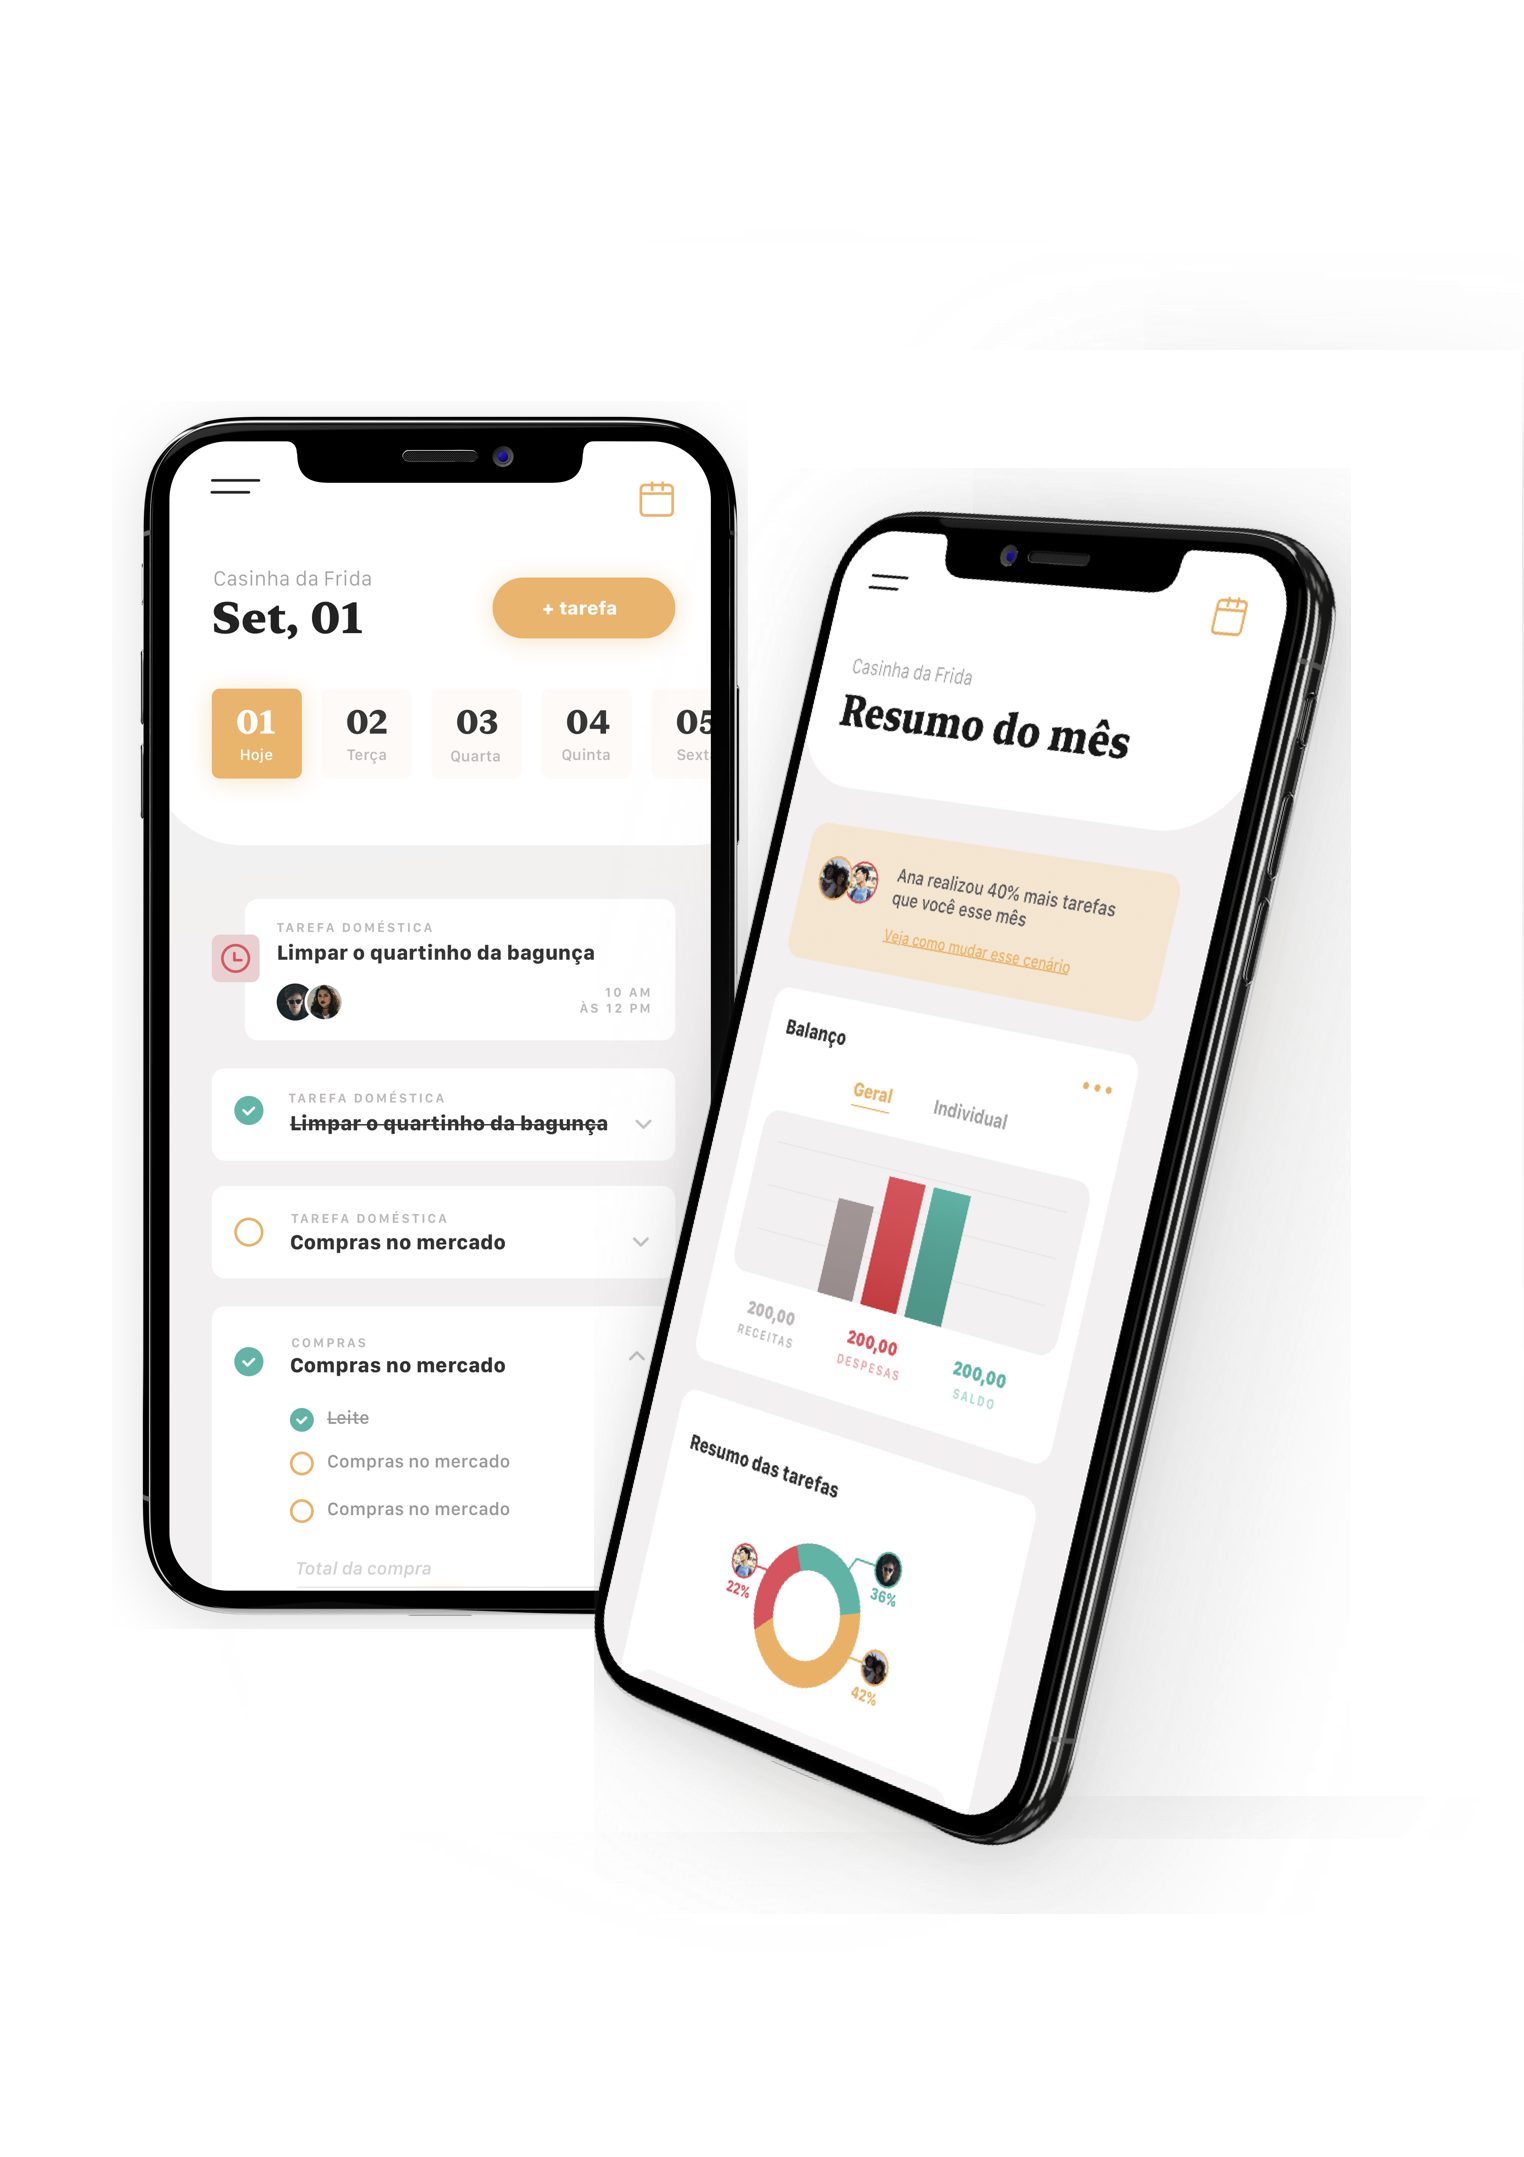 Casinha da Frida
Set, 01
+ tarefa
01
Hoje
02
Terça
03
Quarta
04
Quinta
05
Sext
TAREFA DOMÉSTICA
Limpar o quartinho da bagunça
10 AM
ÀS 12 PM
TAREFA DOMÉSTICA
Limpar o quartinho da bagunça
TAREFA DOMÉSTICA
Compras no mercado
COMPRAS
Compras no mercado
Leite
Compras no mercado
Compras no mercado
Total da compra
Casinha da Frida
Resumo do mês
Ana realizou 40% mais tarefas
que você esse mês
Veja como mudar esse cenário
Balanço
Geral
Individual
200,00
RECEITAS
200,00
DESPESAS
200,00
SALDO
Resumo das tarefas
22%
36%
42%